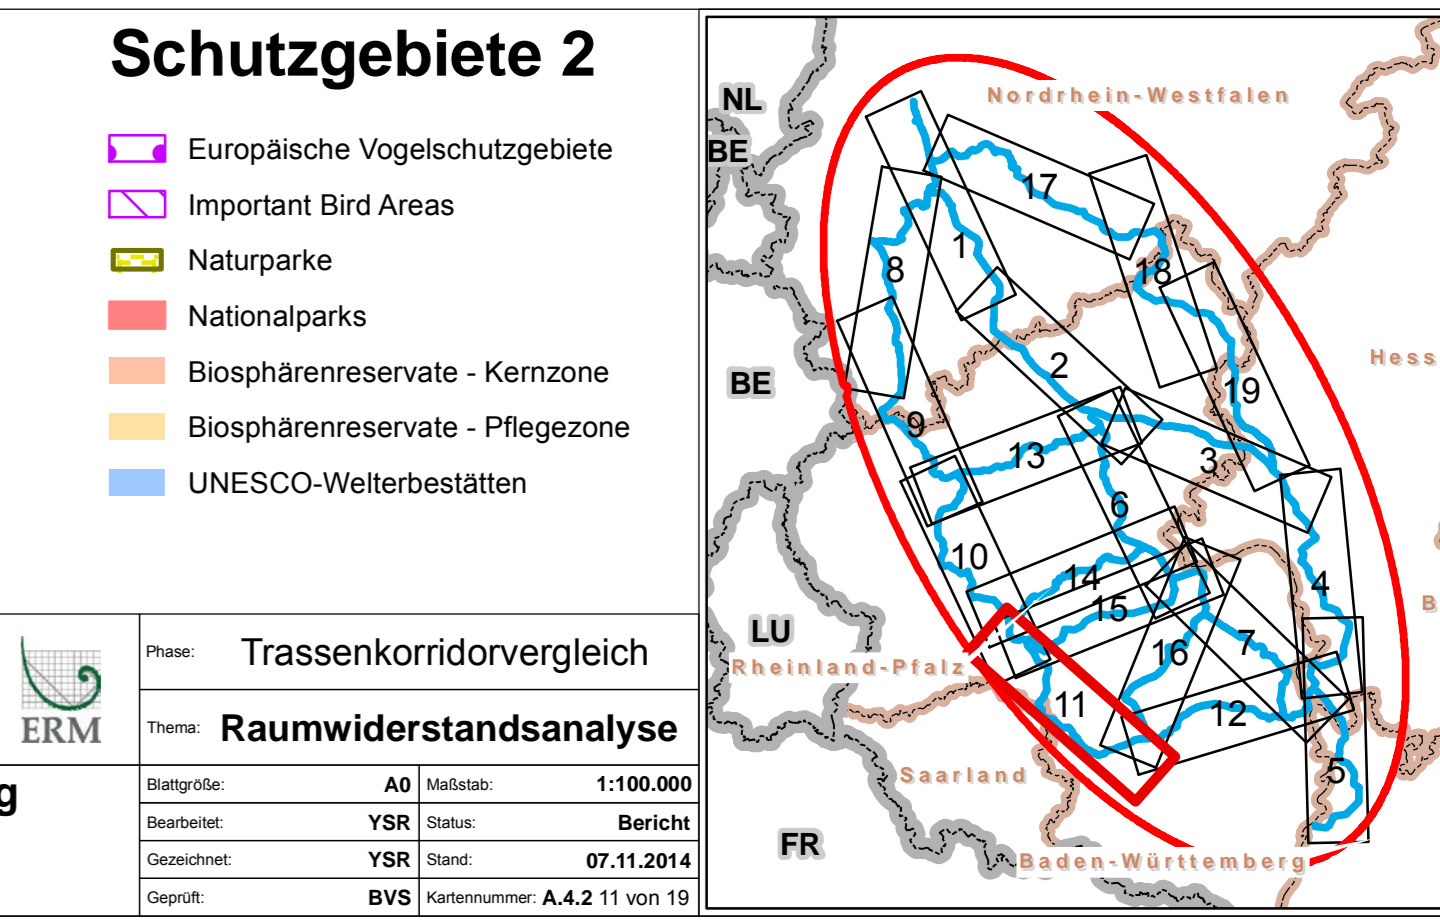 Schutzgebiete 2
Europäische Vogelschutzgebiete
Important Bird Areas
Naturparke
Nationalparks
Biosphärenreservate - Kernzone
Biosphärenreservate - Pflegezone
UNESCO-Welterbestätten
ERM
Phase: Trassenkorridorvergleich
Thema: Raumwiderstandsanalyse
g
Blattgröße: A0 Maßstab: 1:100.000
Bearbeitet: YSR Status: Bericht
Gezeichnet: YSR Stand: 07.11.2014
Geprüft: BVS Kartennummer: A.4.2 11 von 19
Nordrhein-Westfalen
NL
BE
17
1
8
18
Hess
2
BE
19
9
13
3
6
10
14
4
15
B
LU
7
16
Rheinland-Pfalz
11
12
Saarland
5
FR
Baden-Württemberg